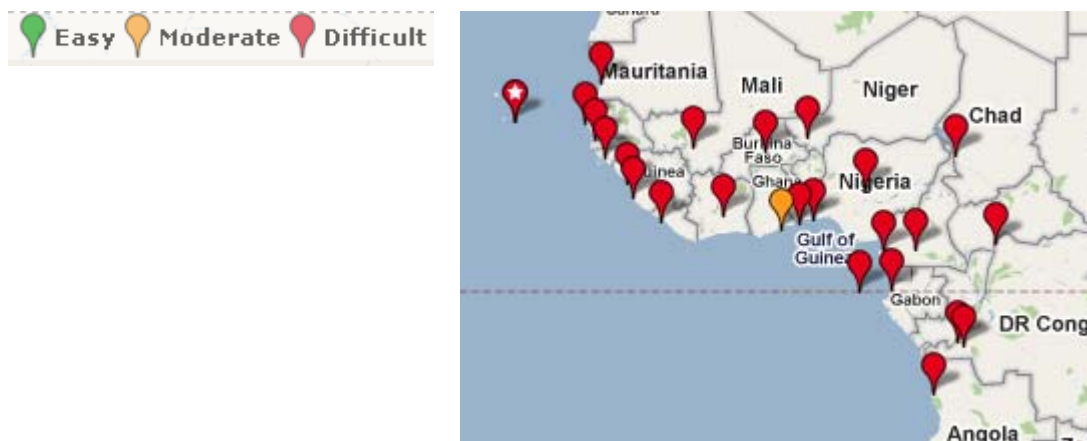 Easy Moderate Difficult
Mauritania
Mali
Niger
Chad
Burkina
Faso
Guinea
Ghana
Nigeria
Gulf of
Guinea
Gabon
DR Cong
Angola